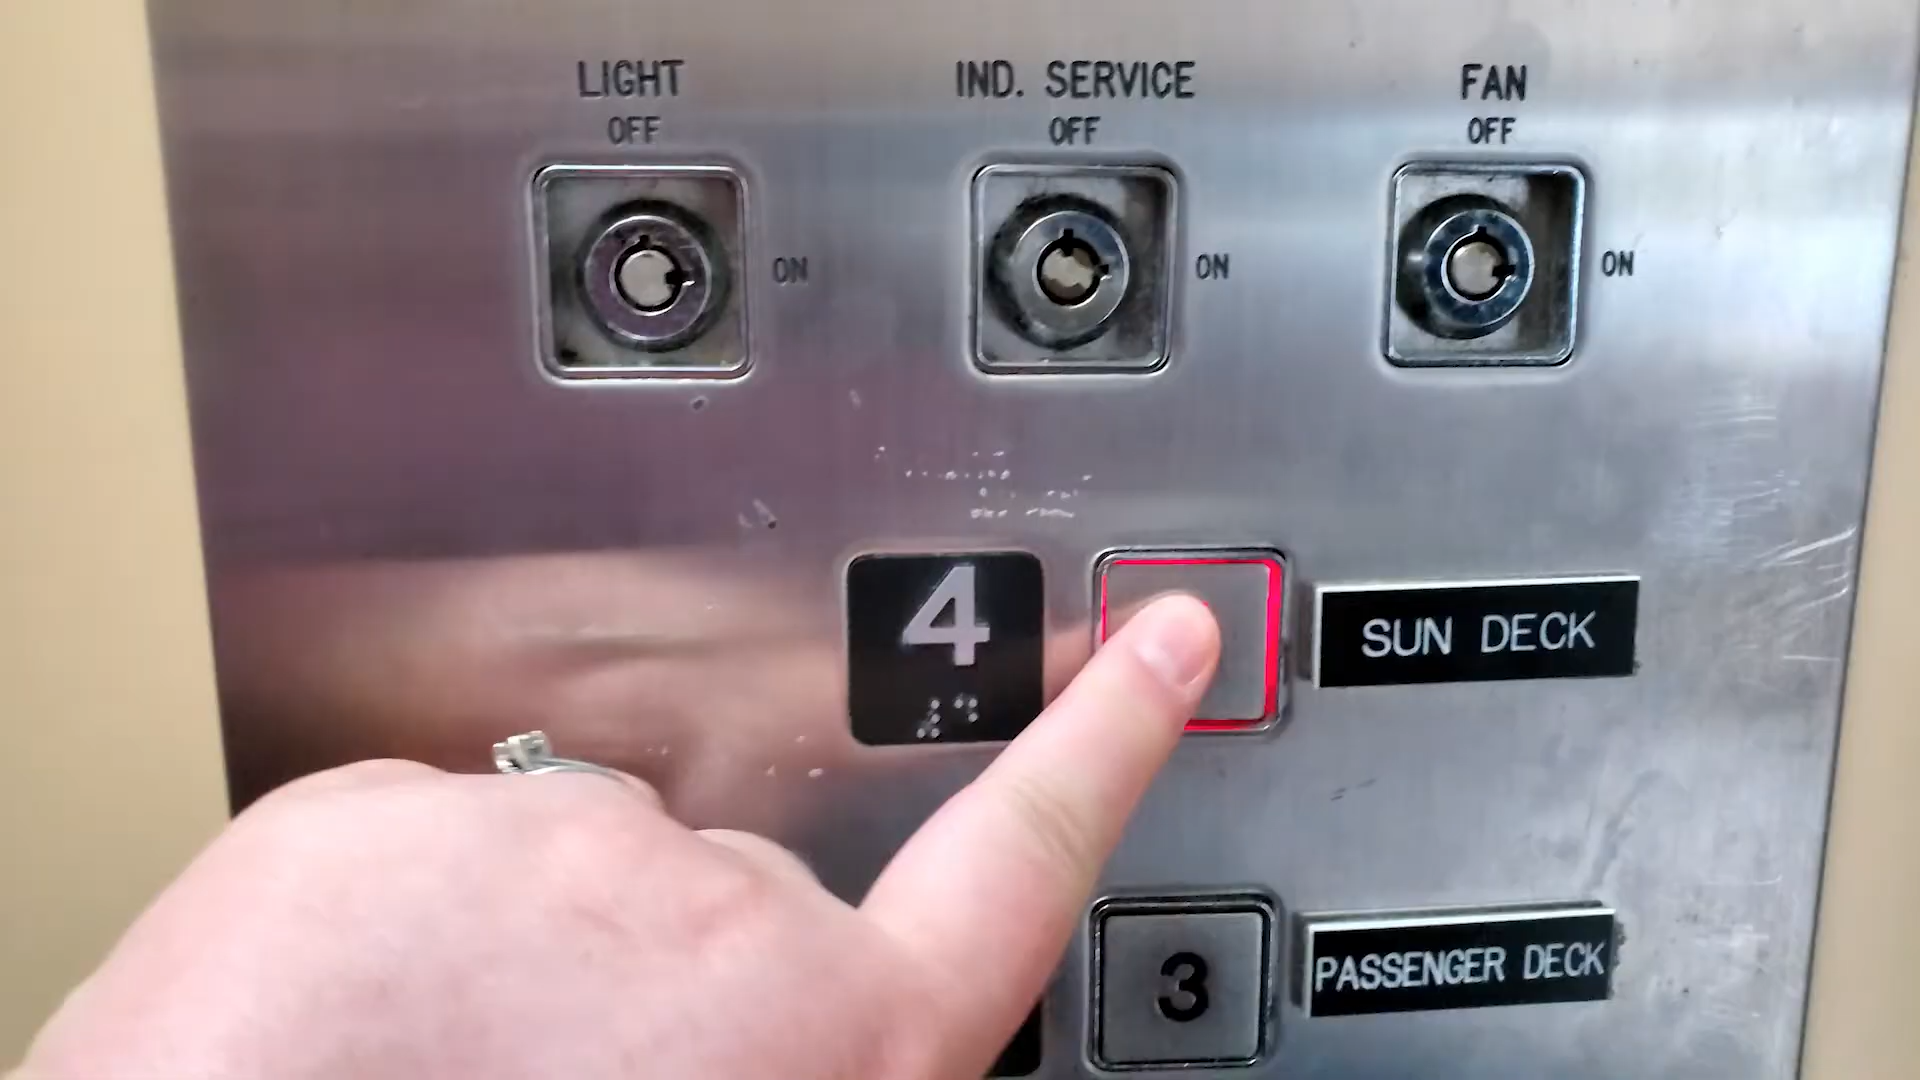 LIGHT
OFF
ON
IND. SERVICE
OFF
ON
FAN
OFF
ON
4
SUN DECK
3
PASSENGER DECK